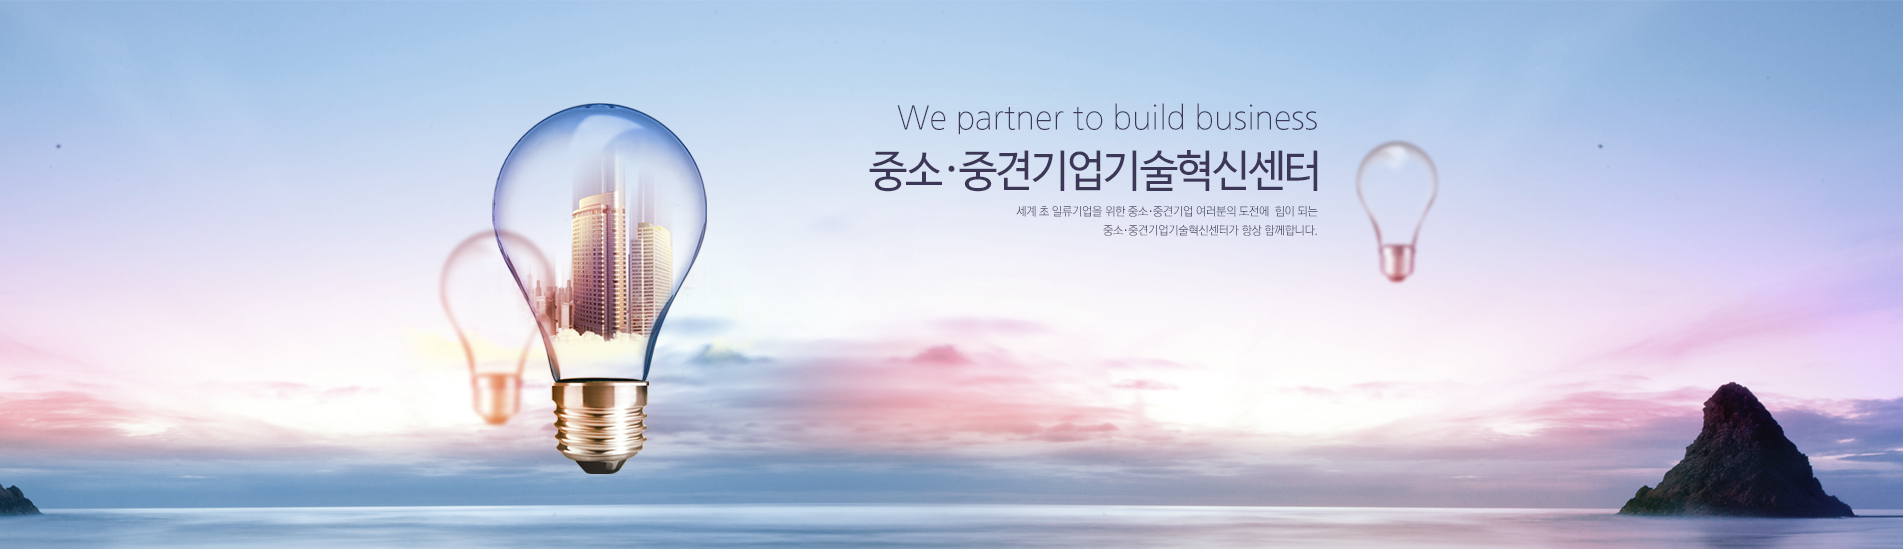 We partner to build business
중소·중견기업기술혁신센터
세계 초 일류기업을 위한 중소·중견기업 여러분의 도전에 힘이 되는
중소·중견기업기술혁신센터가 항상 함께합니다.